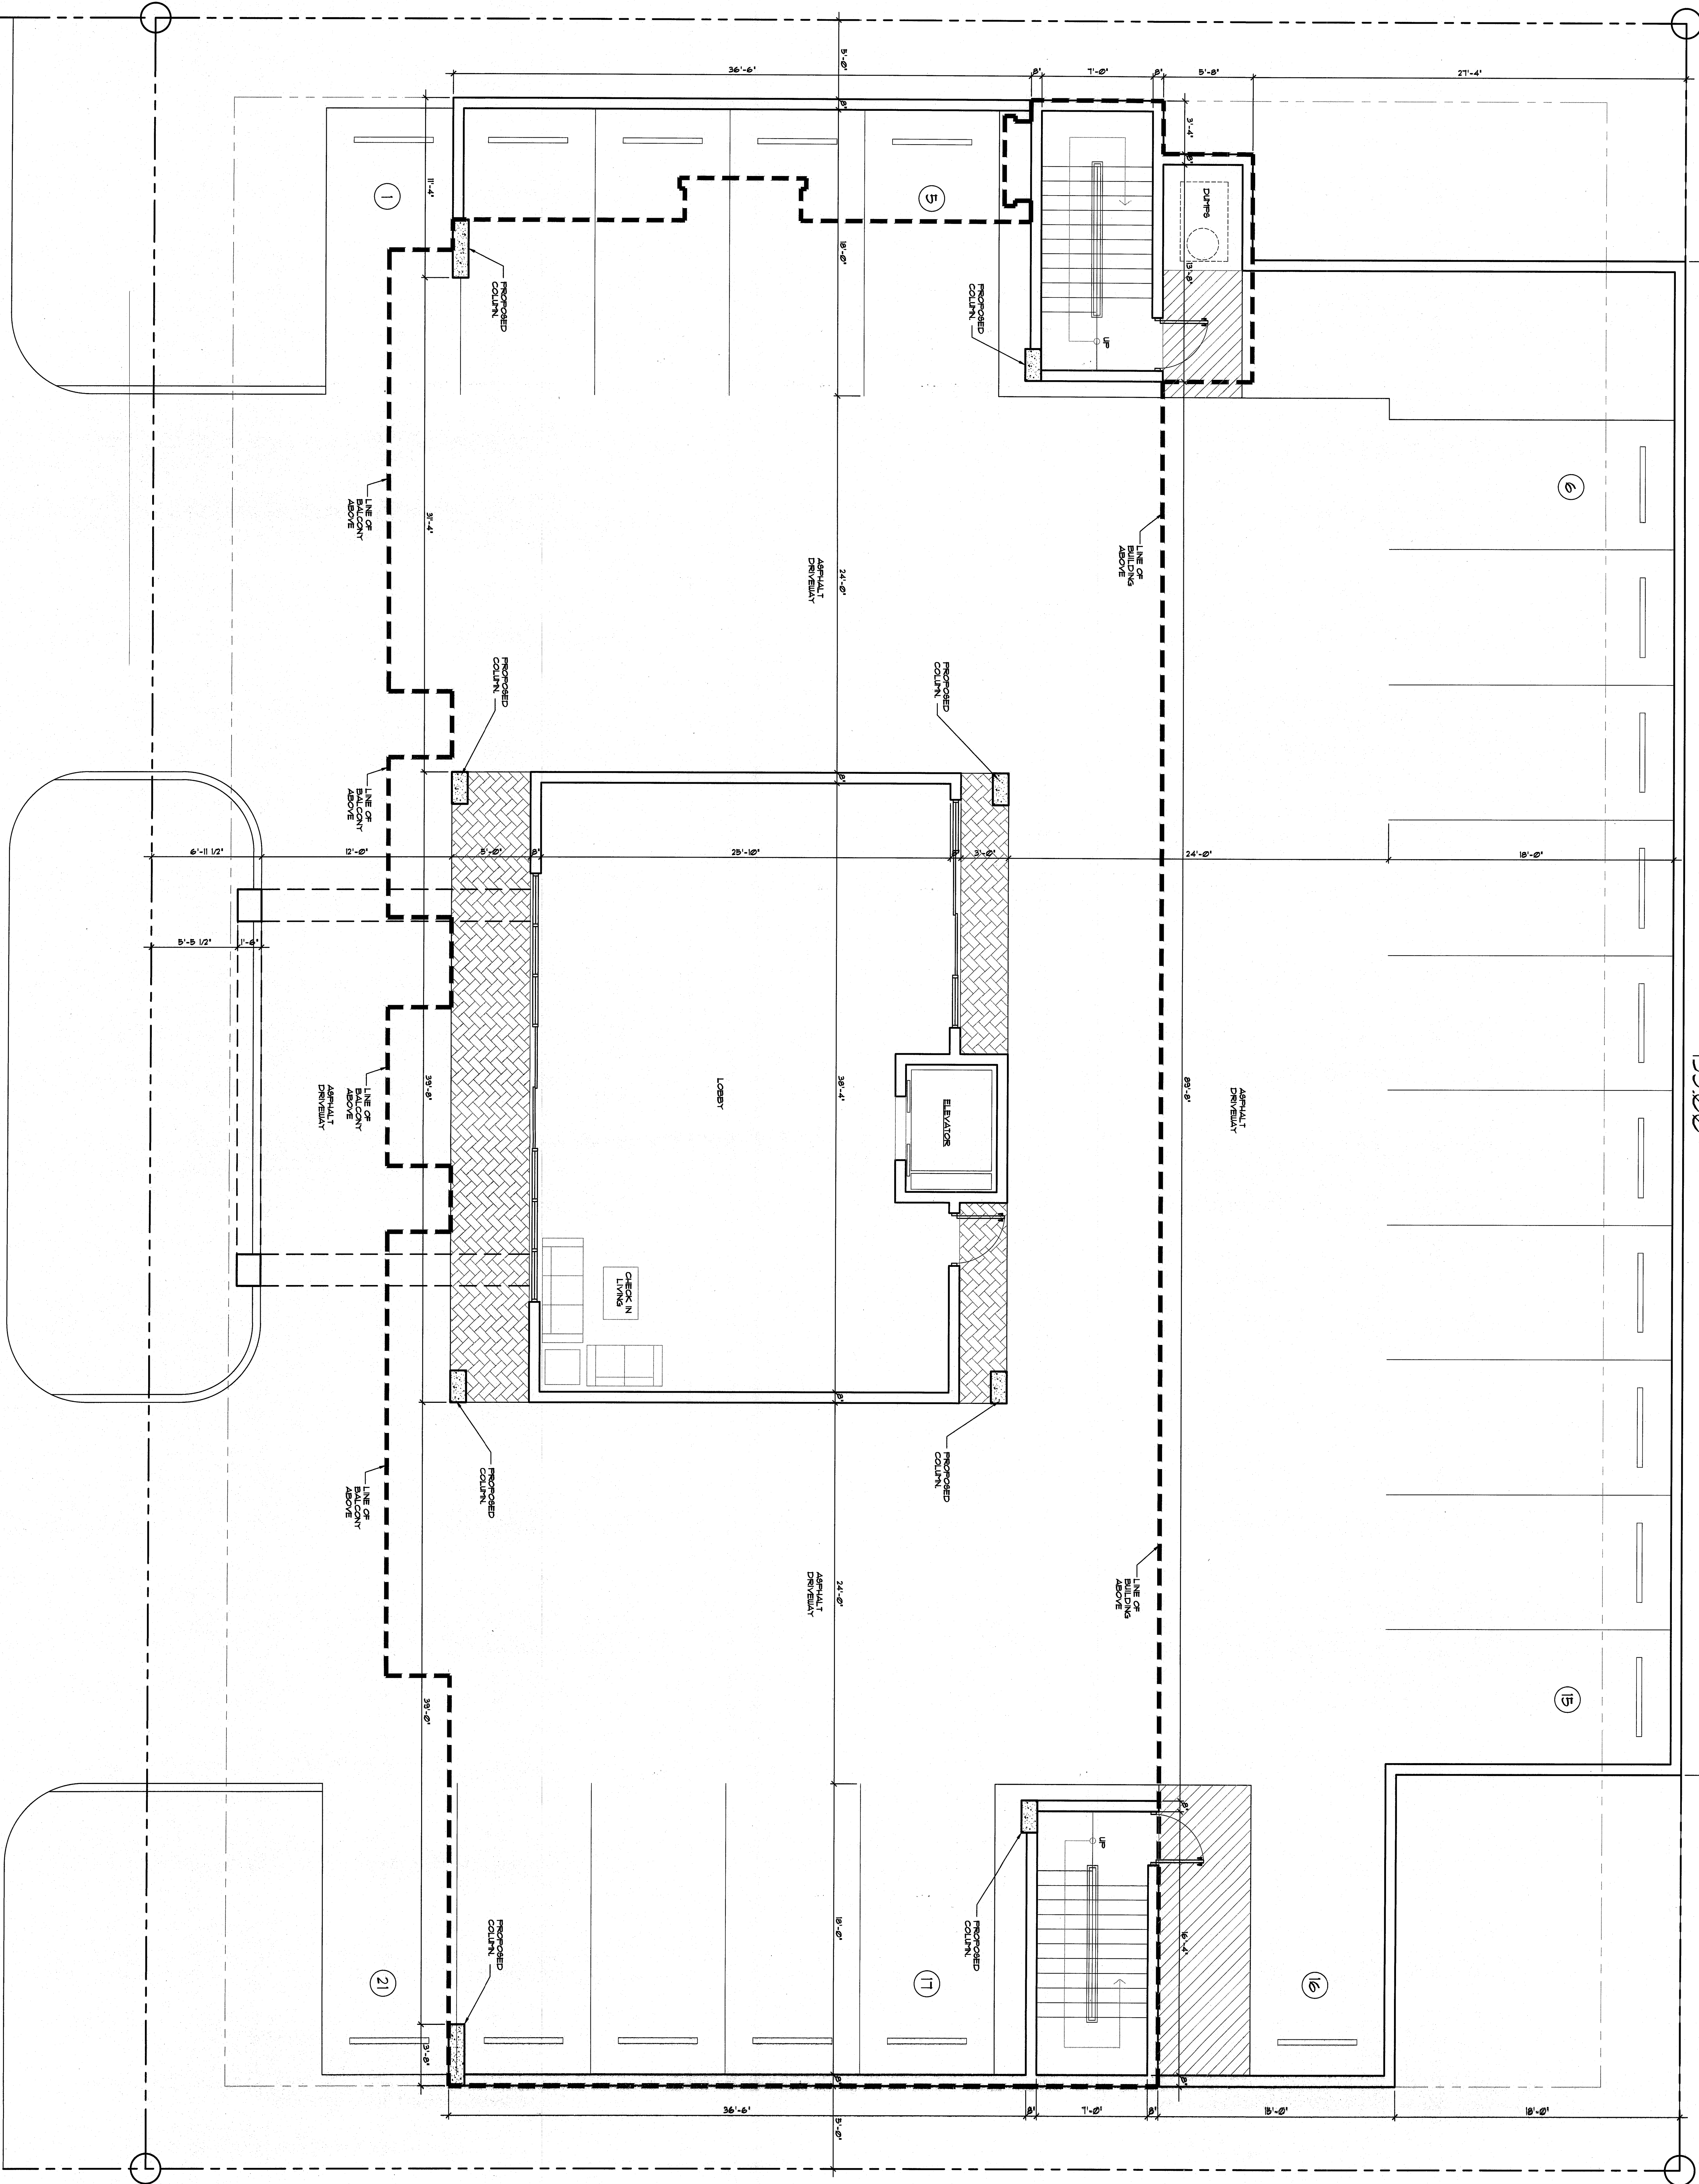 5'-0"
36'-6"
8"
7'-0"
8"
5'-8"
27'-4"
8"
3'-4"
8"
11'-4"
1
5
DUMPS
18'-0"
13'-8"
PROPOSED
COLUMN.
PROPOSED
COLUMN.
UP
6
LINE OF
BALCONY
ABOVE
31'-4"
ASPHALT
DRIVEWAY
24'-0"
LINE OF
BUILDING
ABOVE
PROPOSED
COLUMN.
PROPOSED
COLUMN.
LINE OF
BALCONY
ABOVE
8"
6'-11 1/2"
12'-0"
5'-0"
8"
25'-10"
8"
3'-0"
24'-0"
18'-0"
5'-5 1/2"
1'-6"
LINE OF
BALCONY
ABOVE
ASPHALT
DRIVEWAY
39'-8"
LOBBY
38'-4"
ELEVATOR
89'-8"
ASPHALT
DRIVEWAY
CHECK IN
LIVING
8"
LINE OF
BALCONY
ABOVE
PROPOSED
COLUMN.
PROPOSED
COLUMN.
ASPHALT
DRIVEWAY
24'-0"
LINE OF
BUILDING
ABOVE
15
39'-0"
8"
UP
PROPOSED
COLUMN.
18'-0"
PROPOSED
COLUMN.
16'-4"
21
17
16
13'-8"
8"
8"
36'-6"
5'-0"
8"
7'-0"
8"
15'-0"
18'-0"